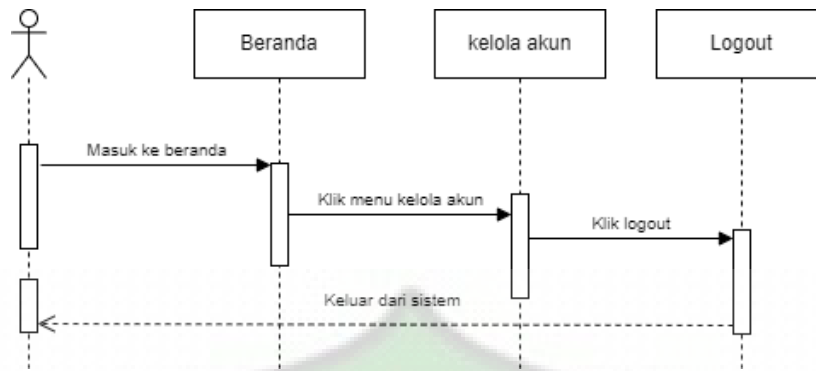 Beranda
kelola akun
Logout
Masuk ke beranda
Klik menu kelola akun
Klik logout
Keluar dari sistem